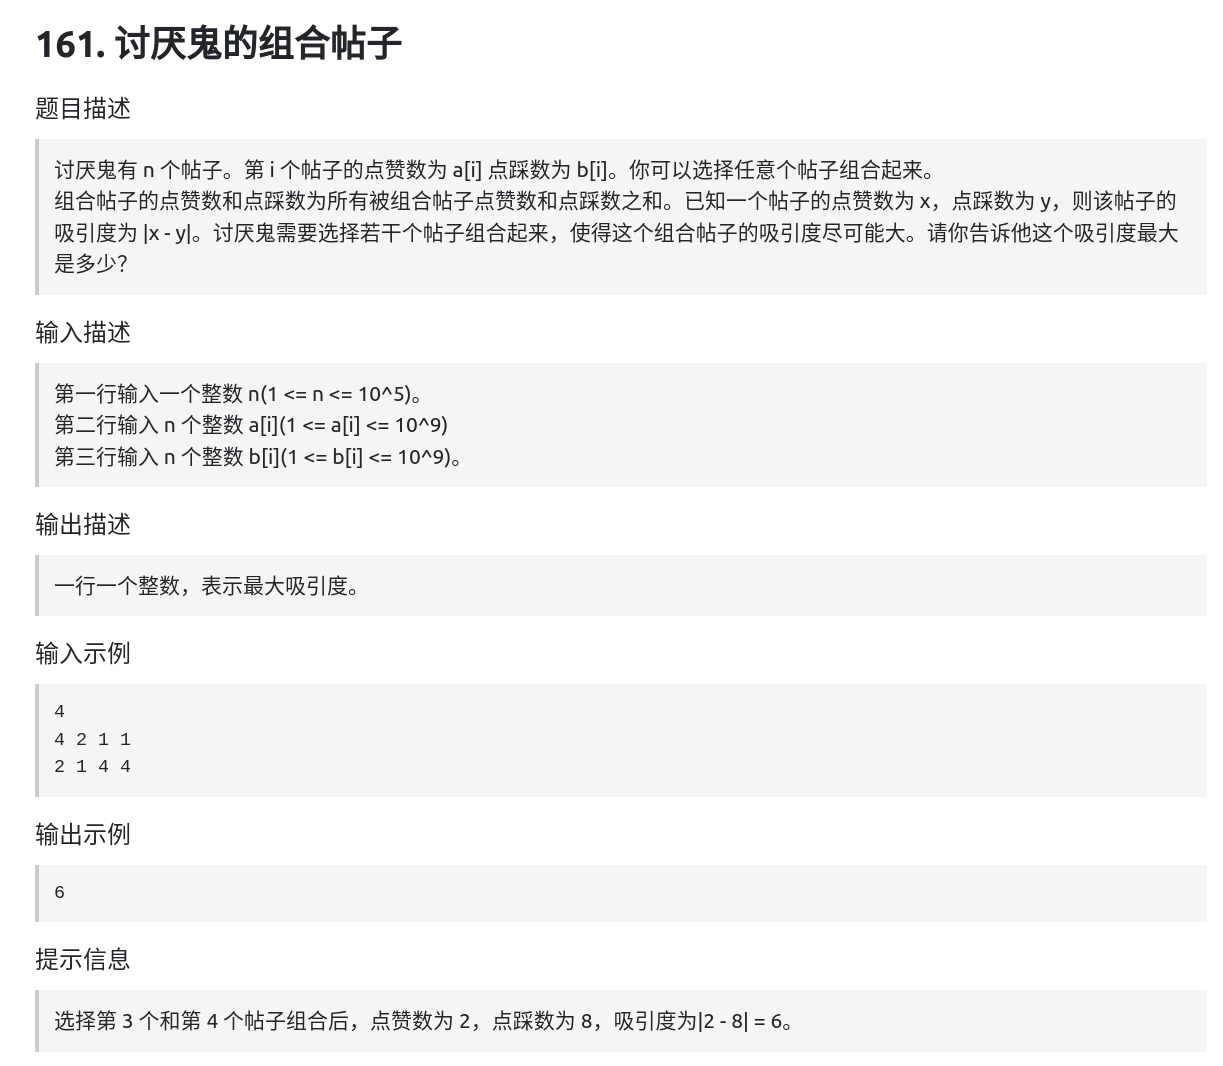 161. 讨厌鬼的组合帖子
题目描述
讨厌鬼有 n 个帖子。第 i 个帖子的点赞数为 a[i] 点踩数为 b[i]。你可以选择任意个帖子组合起来。
组合帖子的点赞数和点踩数为所有被组合帖子点赞数和点踩数之和。已知一个帖子的点赞数为 x，点踩数为 y，则该帖子的
吸引度为 |x - y|。讨厌鬼需要选择若干个帖子组合起来，使得这个组合帖子的吸引度尽可能大。请你告诉他这个吸引度最大
是多少？
输入描述
第一行输入一个整数 n(1 <= n <= 10^5)。
第二行输入 n 个整数 a[i](1 <= a[i] <= 10^9)
第三行输入 n 个整数 b[i](1 <= b[i] <= 10^9)。
输出描述
一行一个整数，表示最大吸引度。
输入示例
4
4 2 1 1
2 1 4 4
输出示例
6
提示信息
选择第 3 个和第 4 个帖子组合后，点赞数为 2，点踩数为 8，吸引度为|2 - 8| = 6。